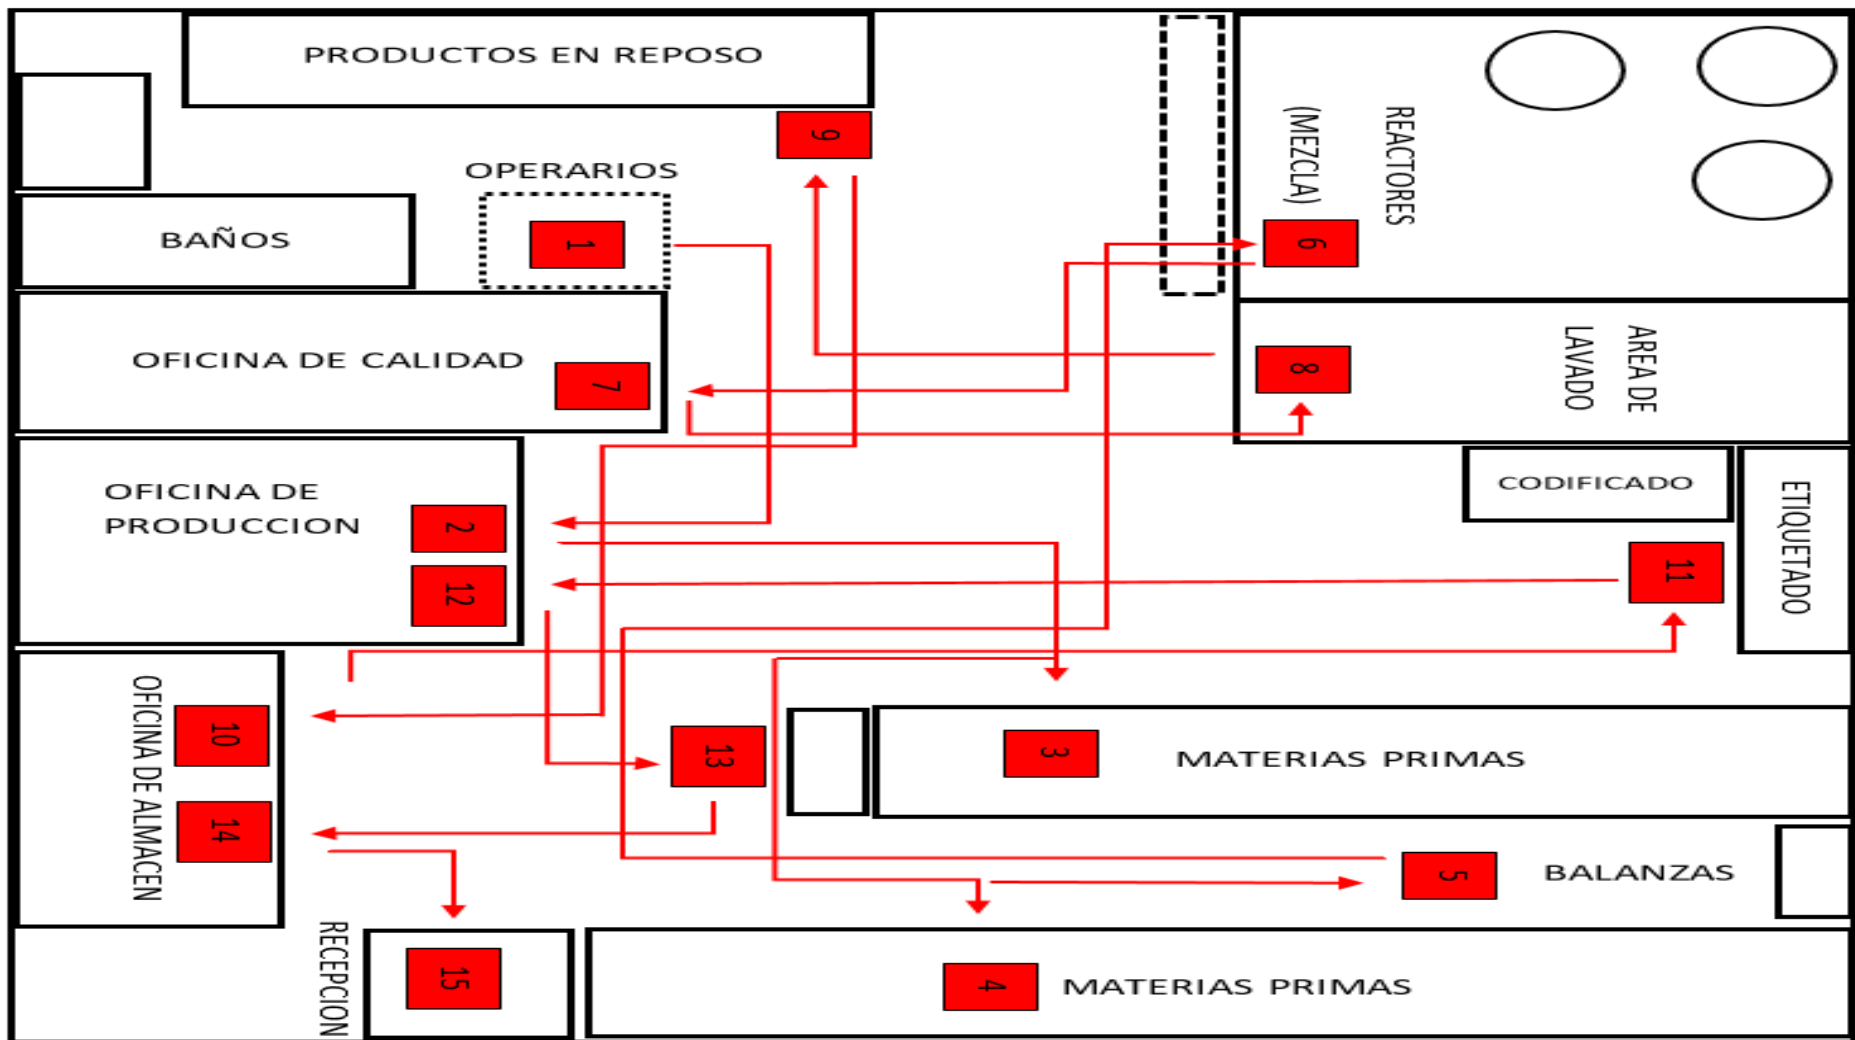 PRODUCTOS EN REPOSO
9
OPERARIOS
1
BAÑOS
REACTORES
(MEZCLA)
6
OFICINA DE CALIDAD
7
8
AREA DE
LAVADO
OFICINA DE
PRODUCCION
2
12
CODIFICADO
11
ETIQUETADO
OFICINA DE ALMACEN
10
14
13
3
MATERIAS PRIMAS
5
BALANZAS
RECEPCION
15
4
MATERIAS PRIMAS